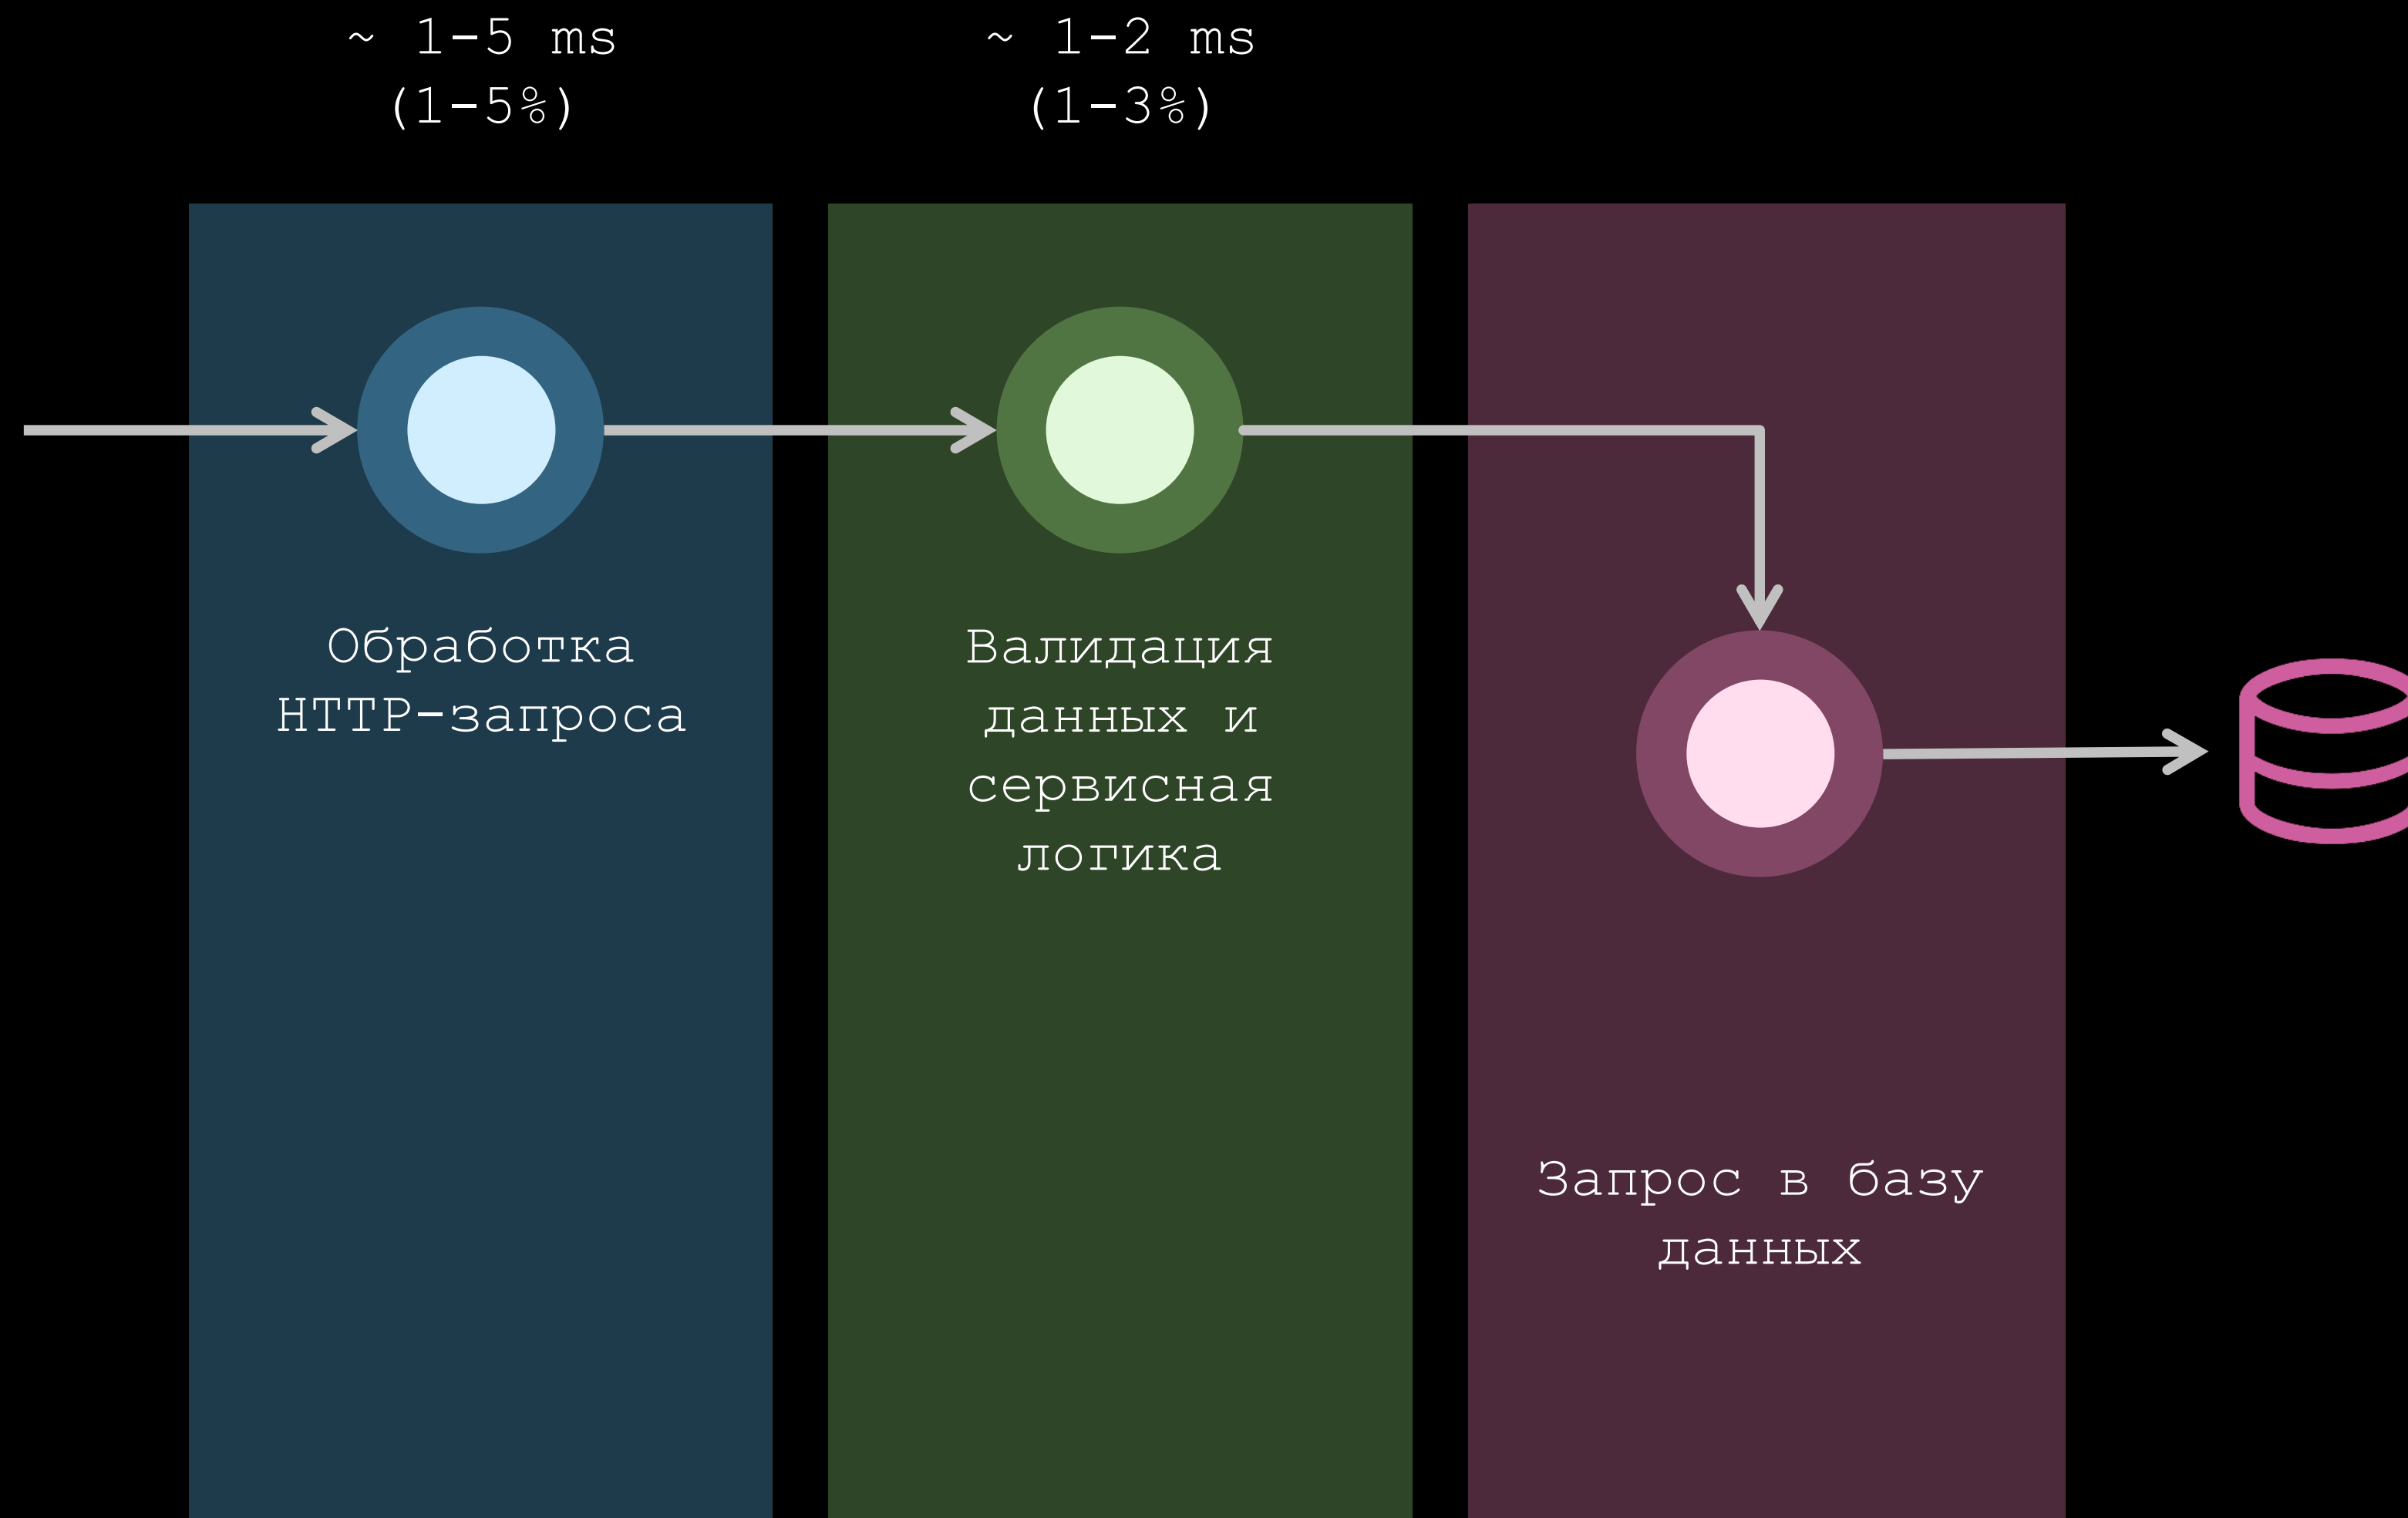 ~ 1-5 ms
(1-5%)
~ 1-2 ms
(1-3%)
Обработка
HTTP-запроса
Валидация
данных и
сервисная
логика
Запрос в базу
данных